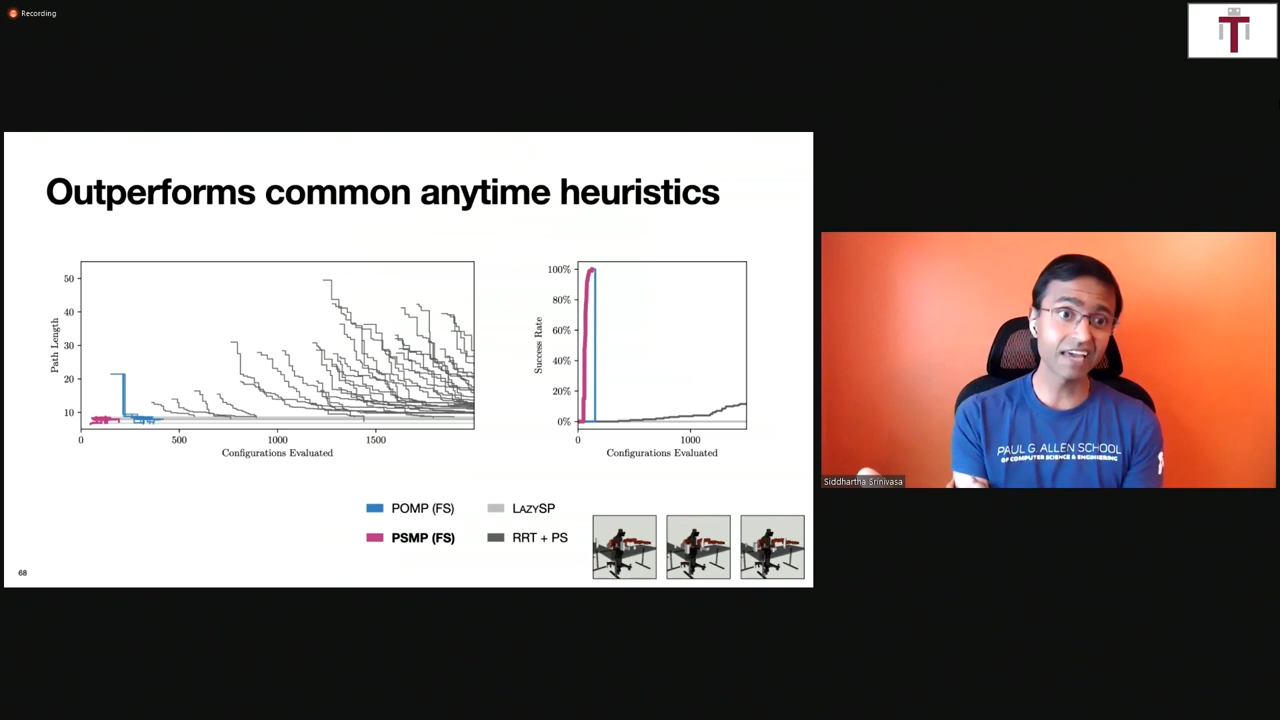 Recording
Outperforms common anytime heuristics
Path Length
50
40
30
20
10
0
500
1000
1500
Configurations Evaluated
Success Rate
100%
80%
60%
40%
20%
0%
0
1000
Configurations Evaluated
POMP (FS)
LAZYSP
PSMP (FS)
RRT + PS
68
PAUL G. ALLEN SCHOOL
OF COMPUTER SCIENCE & ENGINEERING
Siddhartha Srinivasa